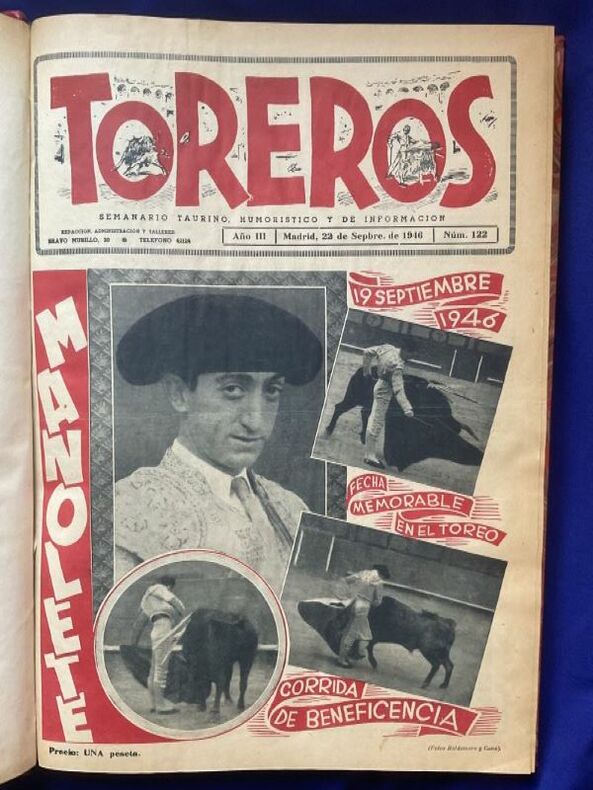 TOREROS
SEMANARIO TAURINO, HUMORISTICO Y DE INFORMACION
REDACCION, ADMINISTRACION Y TALLERES
BRAVO MURILLO, 30 TELEFONO 42124
Año III Madrid, 23 de Sepbre. de 1946 Núm. 122
MANOLETE
19 SEPTIEMBRE
1946
FECHA
MEMORABLE
EN EL TOREO
CORRIDA
DE BENEFICENCIA
Precio: UNA peseta.
(Fotos Baldomero y Cano).